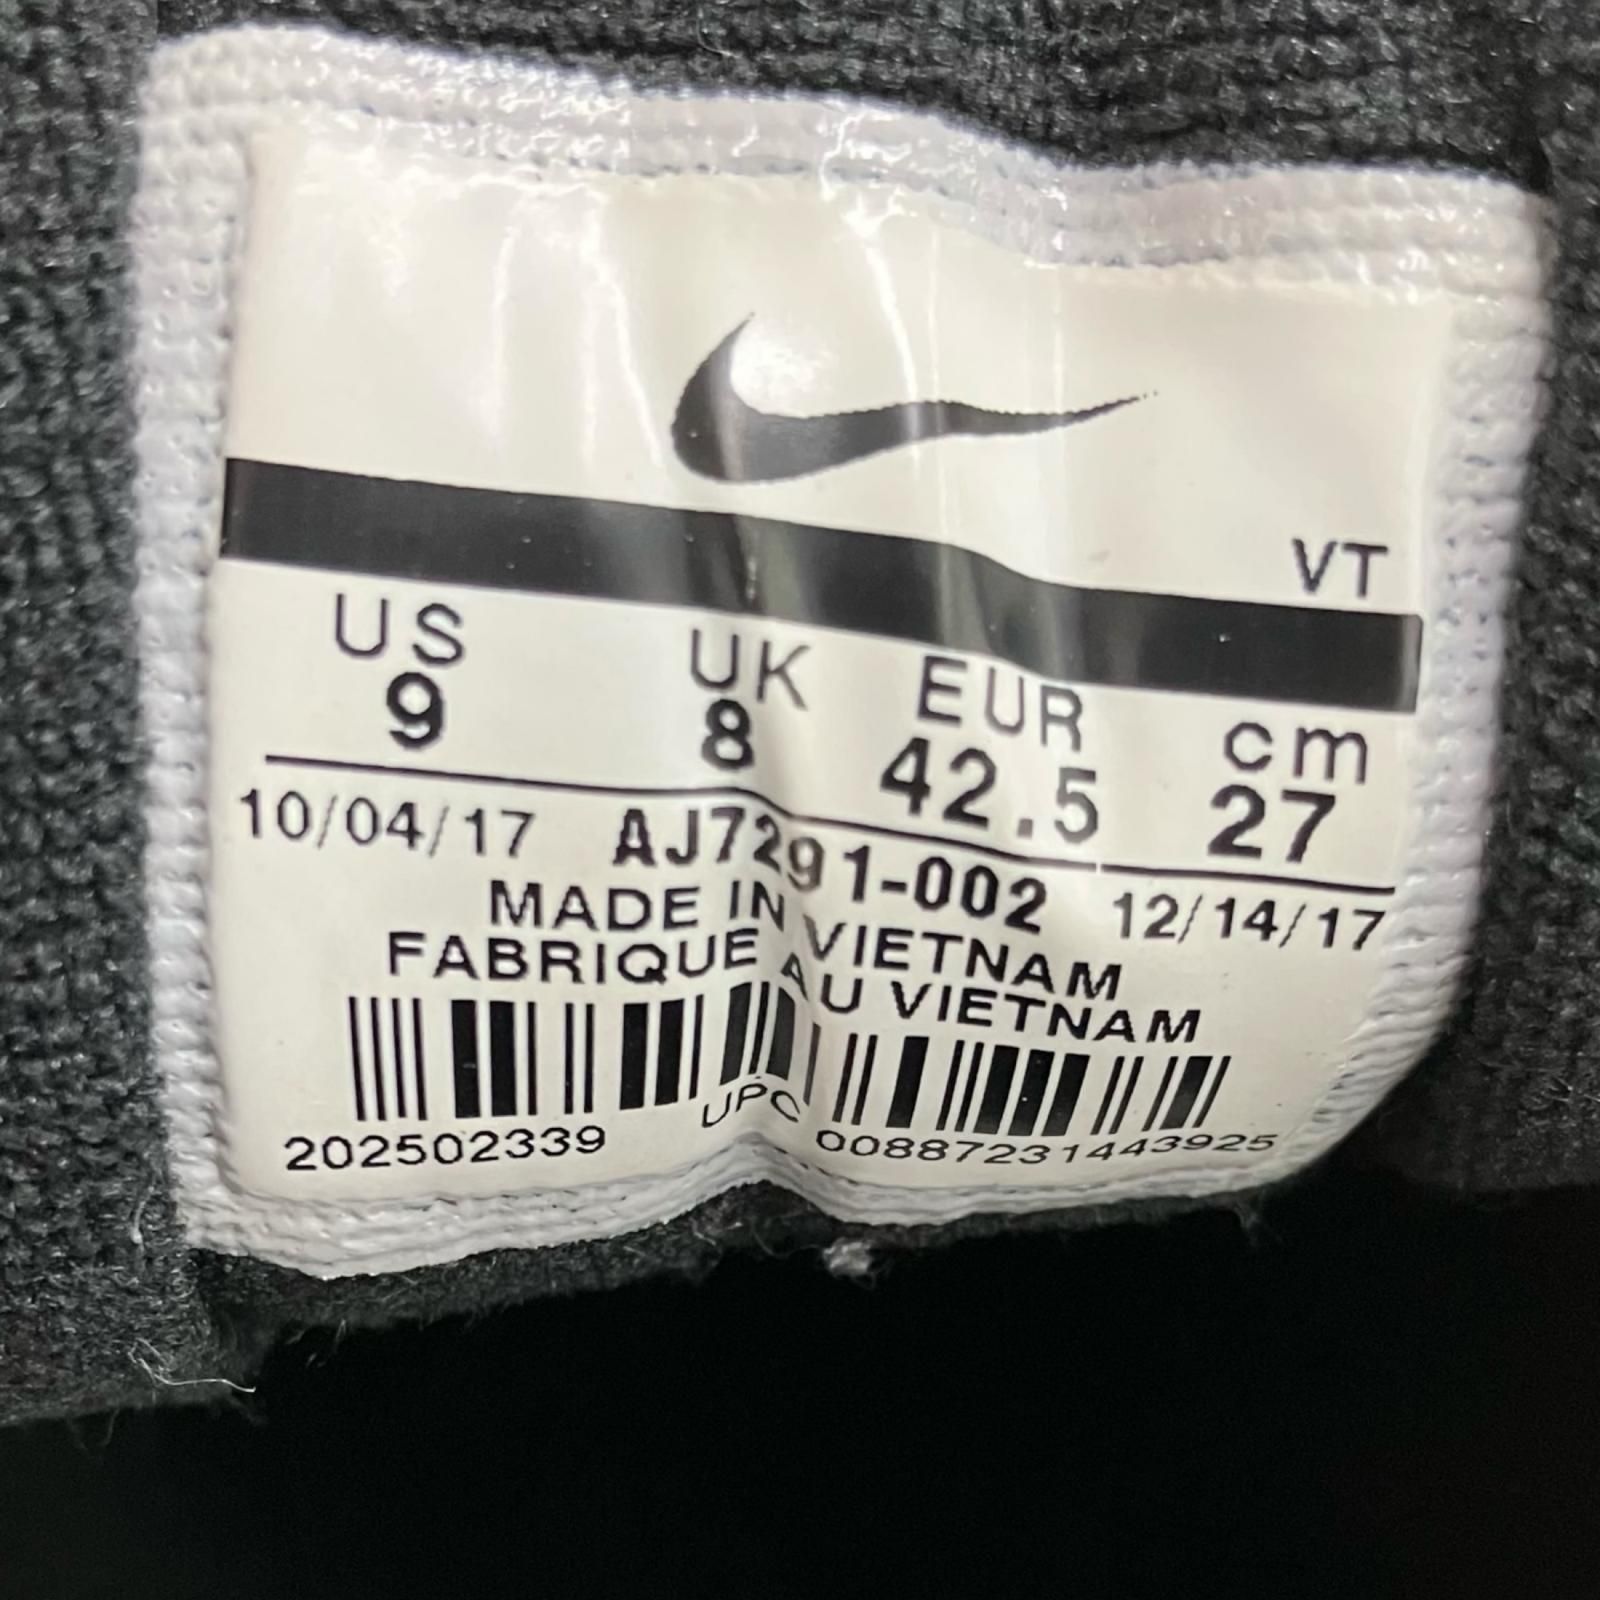 VT
US UK EUR cm
9 8 42.5 27
10/04/17 AJ7291-002 12/14/17
MADE IN VIETNAM
FABRIQUE AU VIETNAM
202502339 UPC 00887231443925